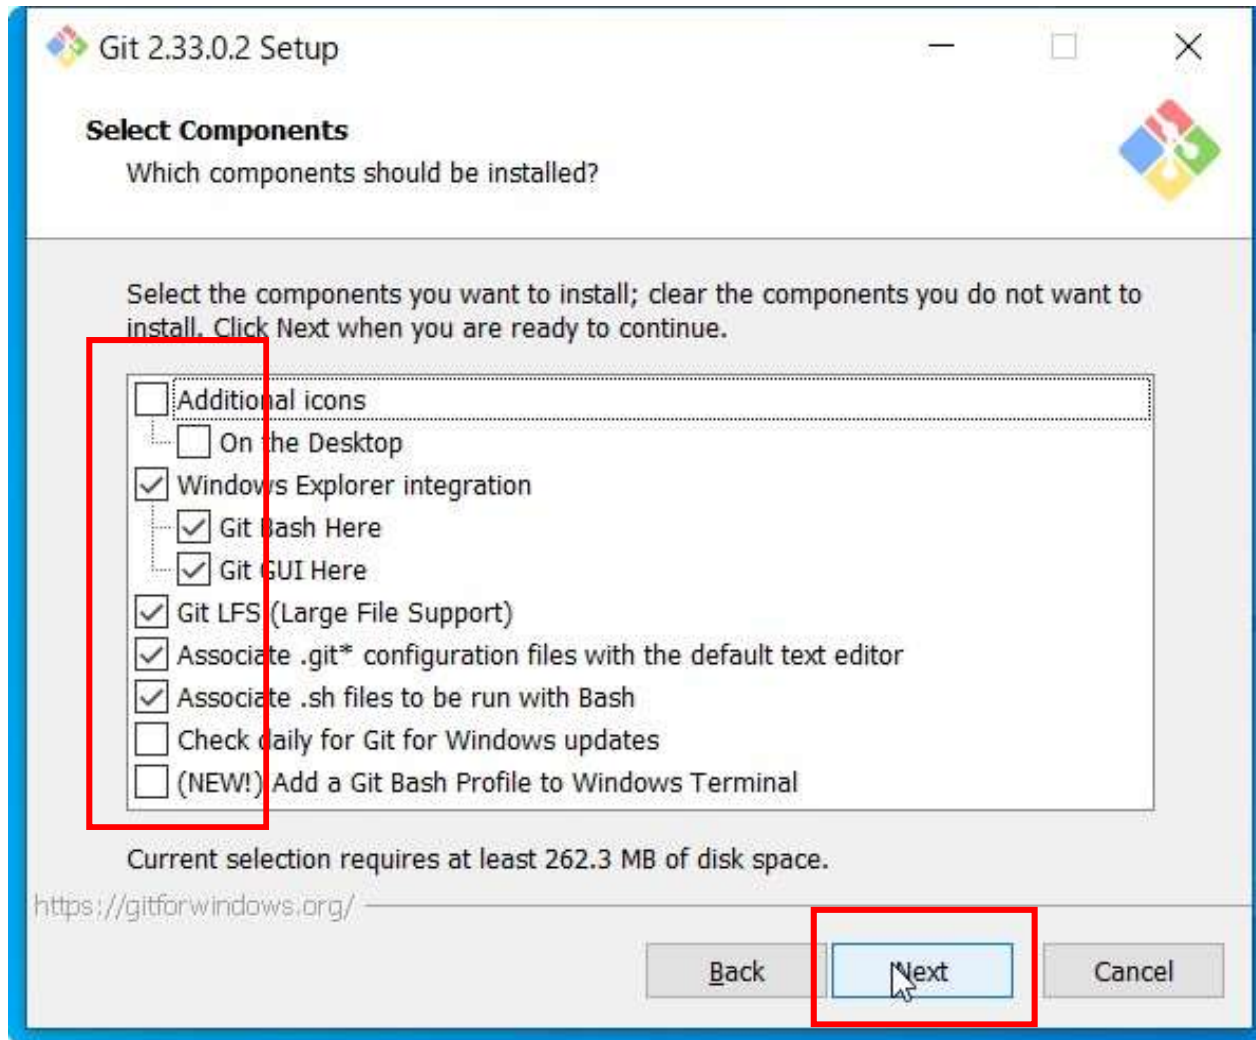 Git 2.33.0.2 Setup
Select Components
Which components should be installed?
Select the components you want to install; clear the components you do not want to
install. Click Next when you are ready to continue.
Additional icons
On the Desktop
Windows Explorer integration
Git Bash Here
Git GUI Here
Git LFS (Large File Support)
Associate .git* configuration files with the default text editor
Associate .sh files to be run with Bash
Check daily for Git for Windows updates
(NEW!) Add a Git Bash Profile to Windows Terminal
Current selection requires at least 262.3 MB of disk space.
https://gitforwindows.org/
Back
Next
Cancel